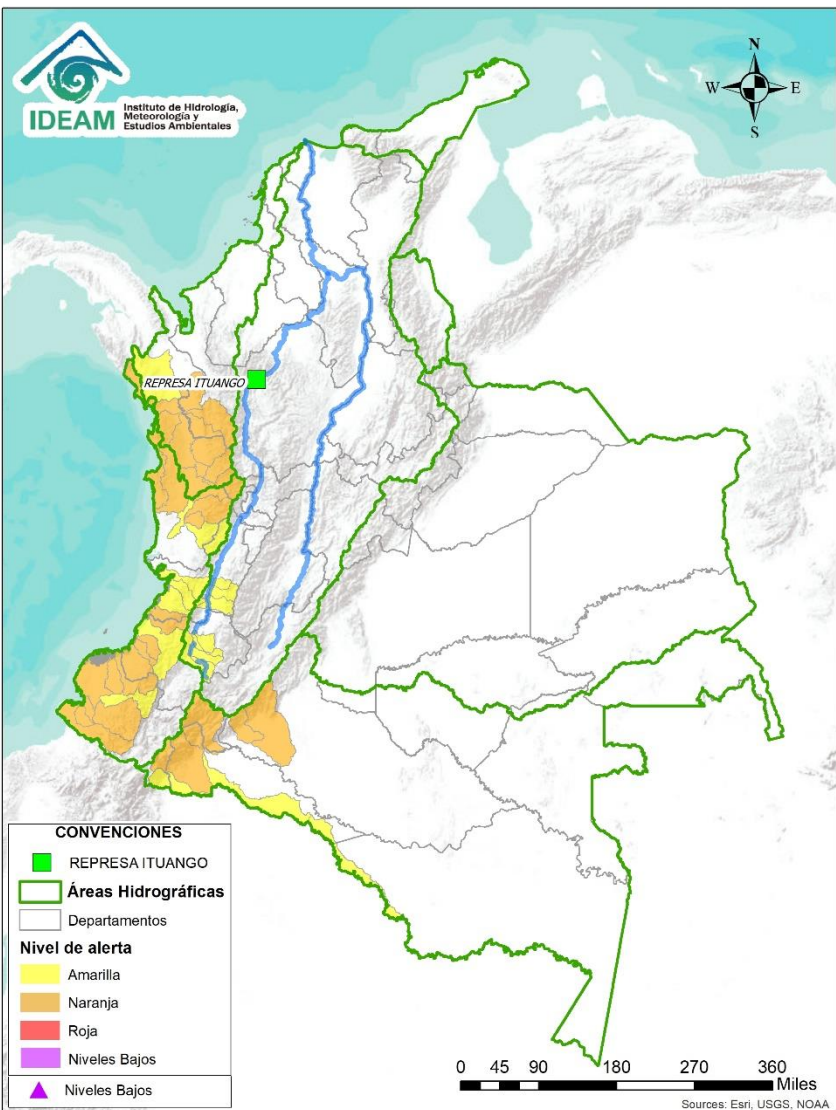 IDEAM
Instituto de Hidrología,
Meteorología y
Estudios Ambientales
N
W
E
S
REPRESA ITUANGO
CONVENCIONES
REPRESA ITUANGO
Áreas Hidrográficas
Departamentos
Nivel de alerta
Amarilla
Naranja
Roja
Niveles Bajos
Niveles Bajos
0 45 90 180 270 360
Miles
Sources: Esri, USGS, NOAA